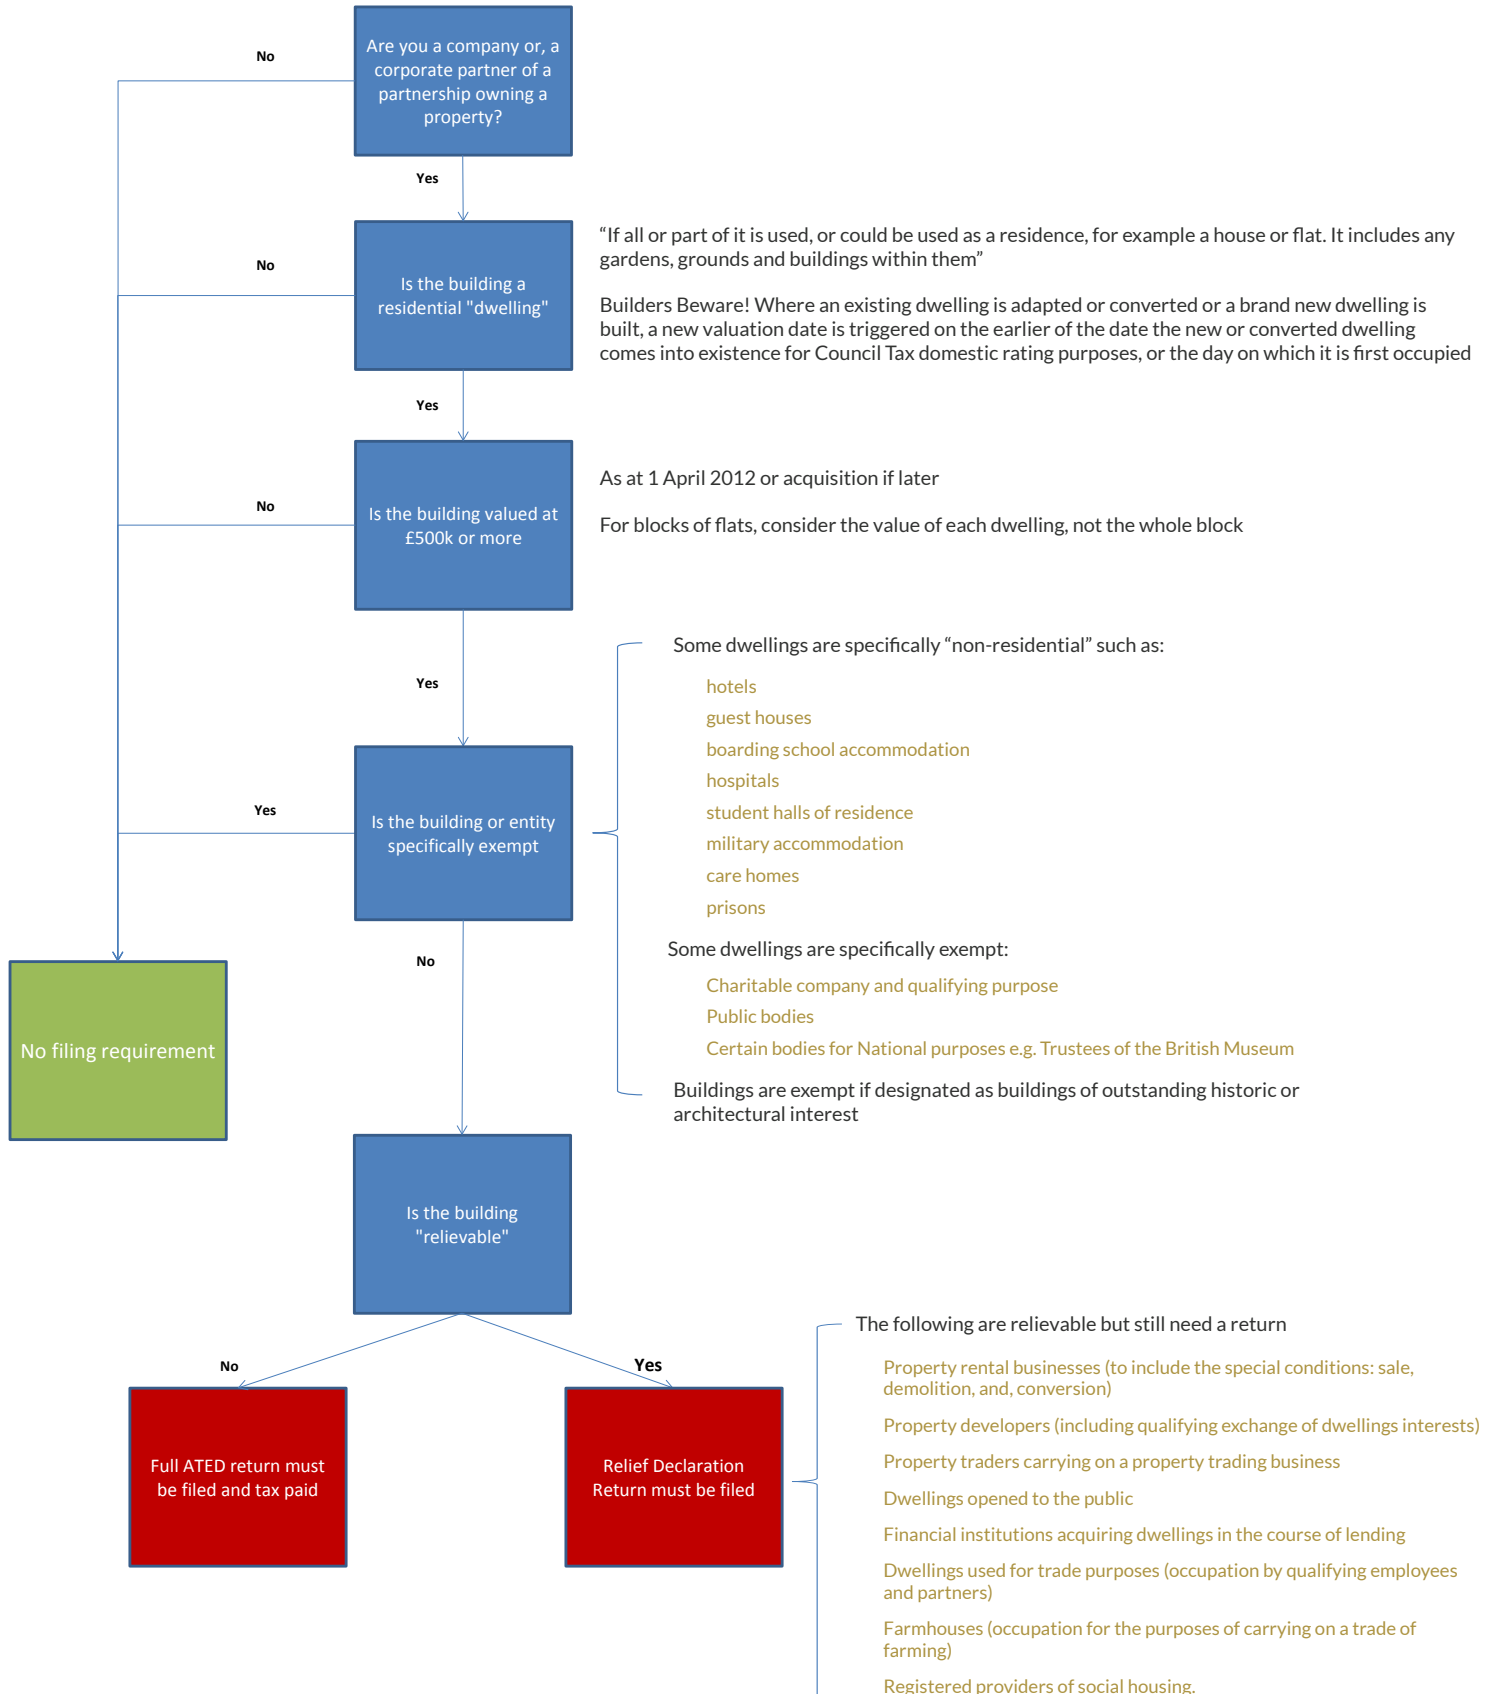 Are you a company or, a
corporate partner of a
partnership owning a
property?
No
Yes
Is the building a
residential "dwelling"
No
“If all or part of it is used, or could be used as a residence, for example a house or flat. It includes any
gardens, grounds and buildings within them”
Builders Beware! Where an existing dwelling is adapted or converted or a brand new dwelling is
built, a new valuation date is triggered on the earlier of the date the new or converted dwelling
comes into existence for Council Tax domestic rating purposes, or the day on which it is first occupied
Yes
Is the building valued at
£500k or more
No
As at 1 April 2012 or acquisition if later
For blocks of flats, consider the value of each dwelling, not the whole block
Yes
Is the building or entity
specifically exempt
Yes
Some dwellings are specifically “non-residential” such as:
hotels
guest houses
boarding school accommodation
hospitals
student halls of residence
military accommodation
care homes
prisons
Some dwellings are specifically exempt:
Charitable company and qualifying purpose
Public bodies
Certain bodies for National purposes e.g. Trustees of the British Museum
Buildings are exempt if designated as buildings of outstanding historic or
architectural interest
No
No filing requirement
Is the building
"relievable"
No
Yes
Full ATED return must
be filed and tax paid
Relief Declaration
Return must be filed
The following are relievable but still need a return
Property rental businesses (to include the special conditions: sale,
demolition, and, conversion)
Property developers (including qualifying exchange of dwellings interests)
Property traders carrying on a property trading business
Dwellings opened to the public
Financial institutions acquiring dwellings in the course of lending
Dwellings used for trade purposes (occupation by qualifying employees
and partners)
Farmhouses (occupation for the purposes of carrying on a trade of
farming)
Registered providers of social housing.